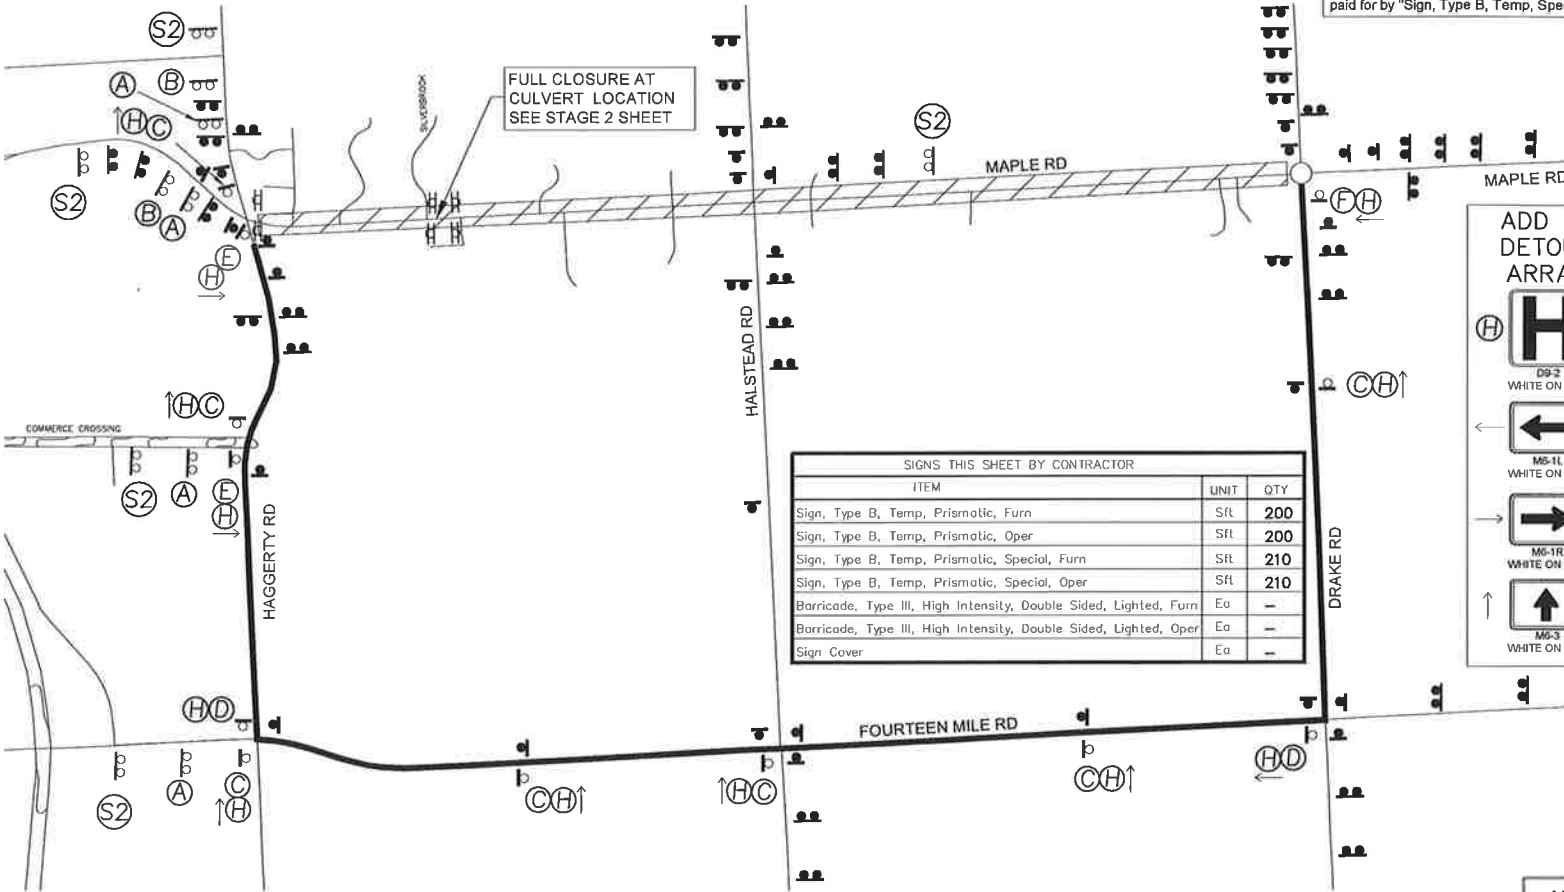 paid for by "Sign, Type B, Temp, Spe
S2
A
B
H C
S2
B
A
E
H
SILVERBROOK
FULL CLOSURE AT
CULVERT LOCATION
SEE STAGE 2 SHEET
S2
MAPLE RD
MAPLE RD
F H
ADD
DETOU
ARRA
H
H
D9-2
WHITE ON
M6-1L
WHITE ON
M6-1R
WHITE ON
M6-3
WHITE ON
H C
COMMERCE CROSSING
S2
A
E
H
HAGGERTY RD
HALSTEAD RD
C H
DRAKE RD
SIGNS THIS SHEET BY CONTRACTOR
ITEM UNIT QTY
Sign, Type B, Temp, Prismatic, Furn Sft 200
Sign, Type B, Temp, Prismatic, Oper Sft 200
Sign, Type B, Temp, Prismatic, Special, Furn Sft 210
Sign, Type B, Temp, Prismatic, Special, Oper Sft 210
Barricade, Type III, High Intensity, Double Sided, Lighted, Furn Ea –
Barricade, Type III, High Intensity, Double Sided, Lighted, Oper Ea –
Sign Cover Ea –
H D
FOURTEEN MILE RD
S2
A
C
H
C H
H C
C H
H D